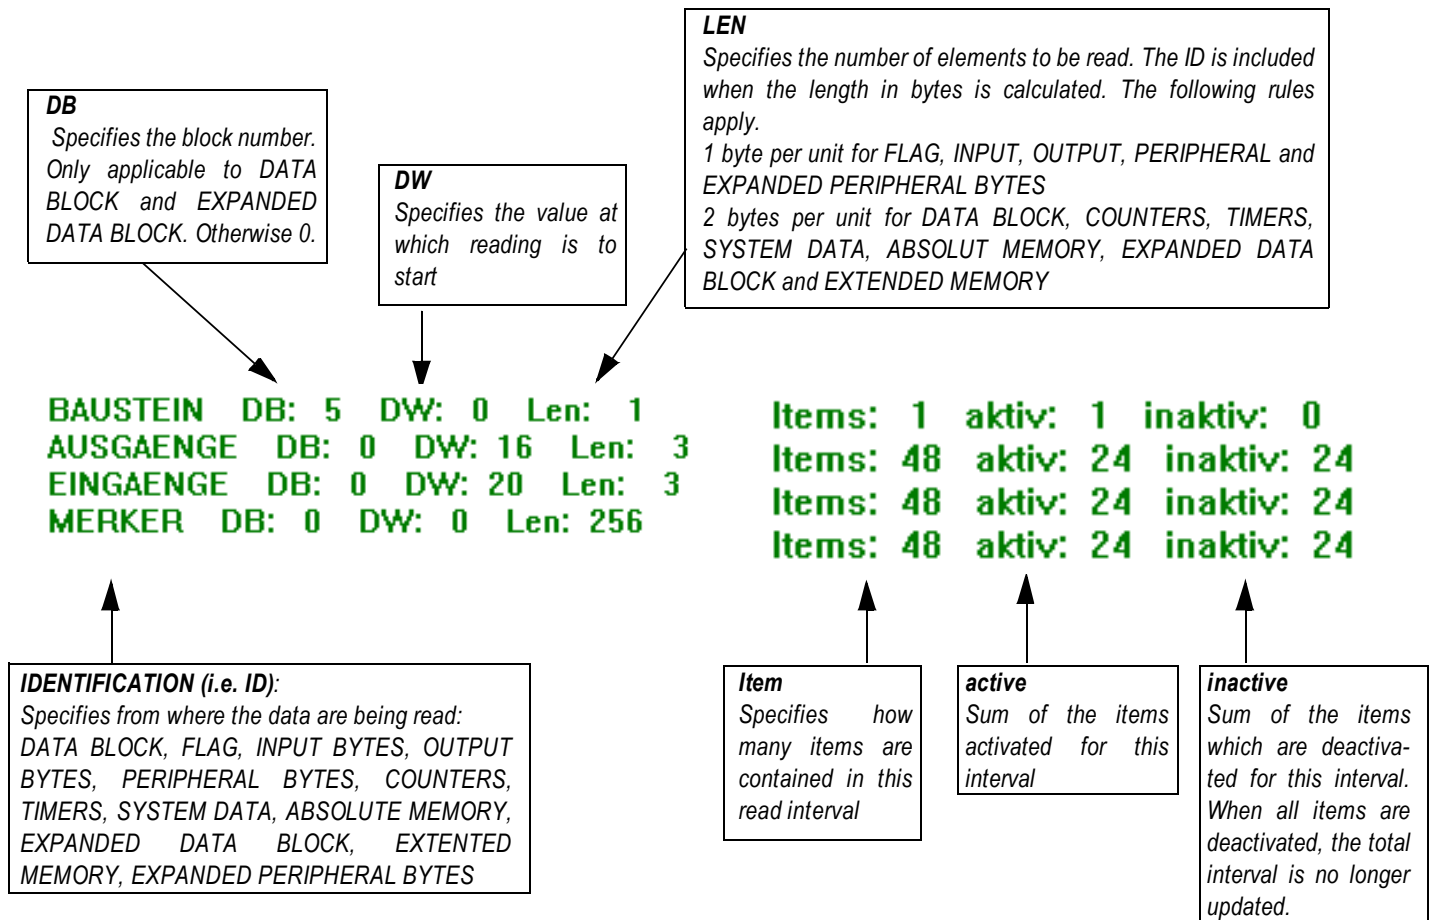 LEN
Specifies the number of elements to be read. The ID is included
when the length in bytes is calculated. The following rules
apply.
1 byte per unit for FLAG, INPUT, OUTPUT, PERIPHERAL and
EXPANDED PERIPHERAL BYTES
2 bytes per unit for DATA BLOCK, COUNTERS, TIMERS,
SYSTEM DATA, ABSOLUT MEMORY, EXPANDED DATA
BLOCK and EXTENDED MEMORY
DB
Specifies the block number.
Only applicable to DATA
BLOCK and EXPANDED
DATA BLOCK. Otherwise 0.
DW
Specifies the value at
which reading is to
start
BAUSTEIN DB: 5 DW: 0 Len: 1
AUSGAENGE DB: 0 DW: 16 Len: 3
EINGAENGE DB: 0 DW: 20 Len: 3
MERKER DB: 0 DW: 0 Len: 256
Items: 1 aktiv: 1 inaktiv: 0
Items: 48 aktiv: 24 inaktiv: 24
Items: 48 aktiv: 24 inaktiv: 24
Items: 48 aktiv: 24 inaktiv: 24
IDENTIFICATION (i.e. ID):
Specifies from where the data are being read:
DATA BLOCK, FLAG, INPUT BYTES, OUTPUT
BYTES, PERIPHERAL BYTES, COUNTERS,
TIMERS, SYSTEM DATA, ABSOLUTE MEMORY,
EXPANDED DATA BLOCK, EXTENTED
MEMORY, EXPANDED PERIPHERAL BYTES
Item
Specifies how
many items are
contained in this
read interval
active
Sum of the items
activated for this
interval
inactive
Sum of the items
which are deactiva-
ted for this interval.
When all items are
deactivated, the total
interval is no longer
updated.